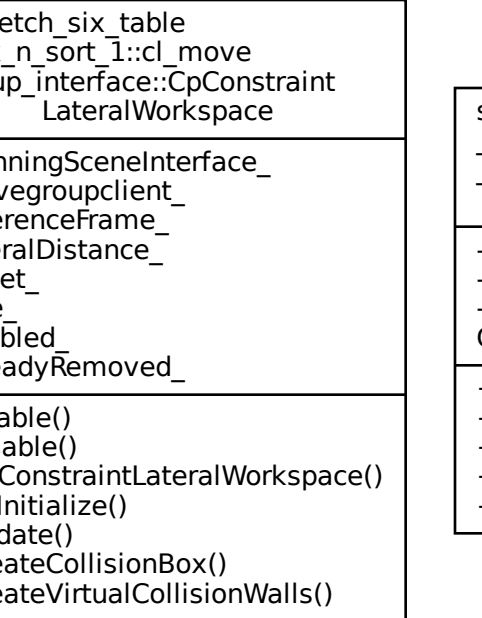 etch_six_table
_n_sort_1::cl_move
up_interface::CpConstraint
LateralWorkspace
nningSceneInterface_
vegroupclient_
erenceFrame_
eralDistance_
et_
e_
bled_
eadyRemoved_
able()
able()
ConstraintLateralWorkspace()
Initialize()
date()
eateCollisionBox()
eateVirtualCollisionWalls()